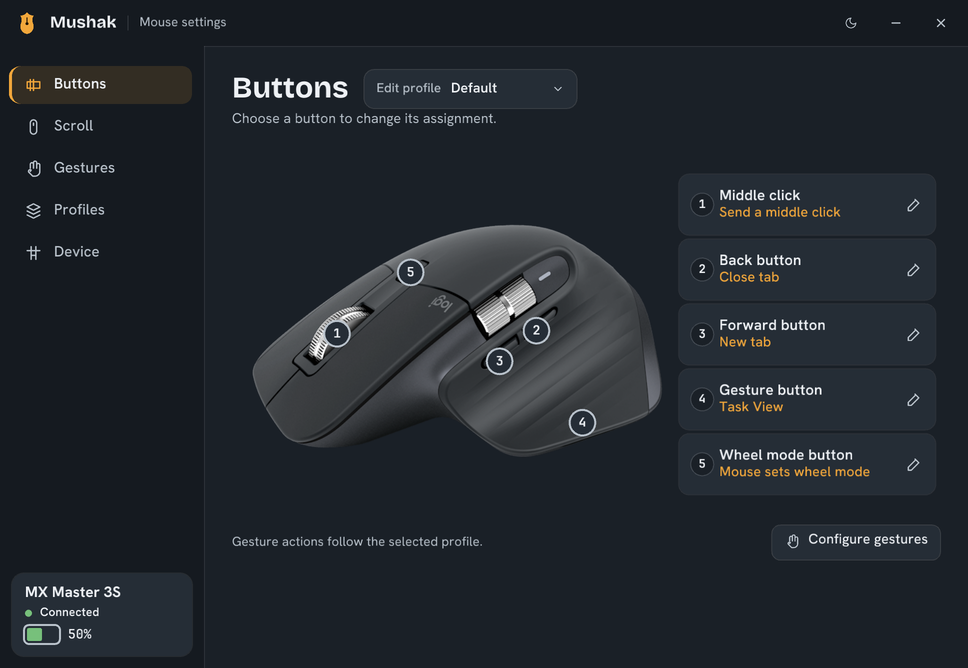 Mushak
Mouse settings
Buttons
Scroll
Gestures
Profiles
Device
MX Master 3S
Connected
50%
Buttons
Edit profile Default
Choose a button to change its assignment.
5
logi
1
2
3
4
1 Middle click
Send a middle click
2 Back button
Close tab
3 Forward button
New tab
4 Gesture button
Task View
5 Wheel mode button
Mouse sets wheel mode
Gesture actions follow the selected profile.
Configure gestures